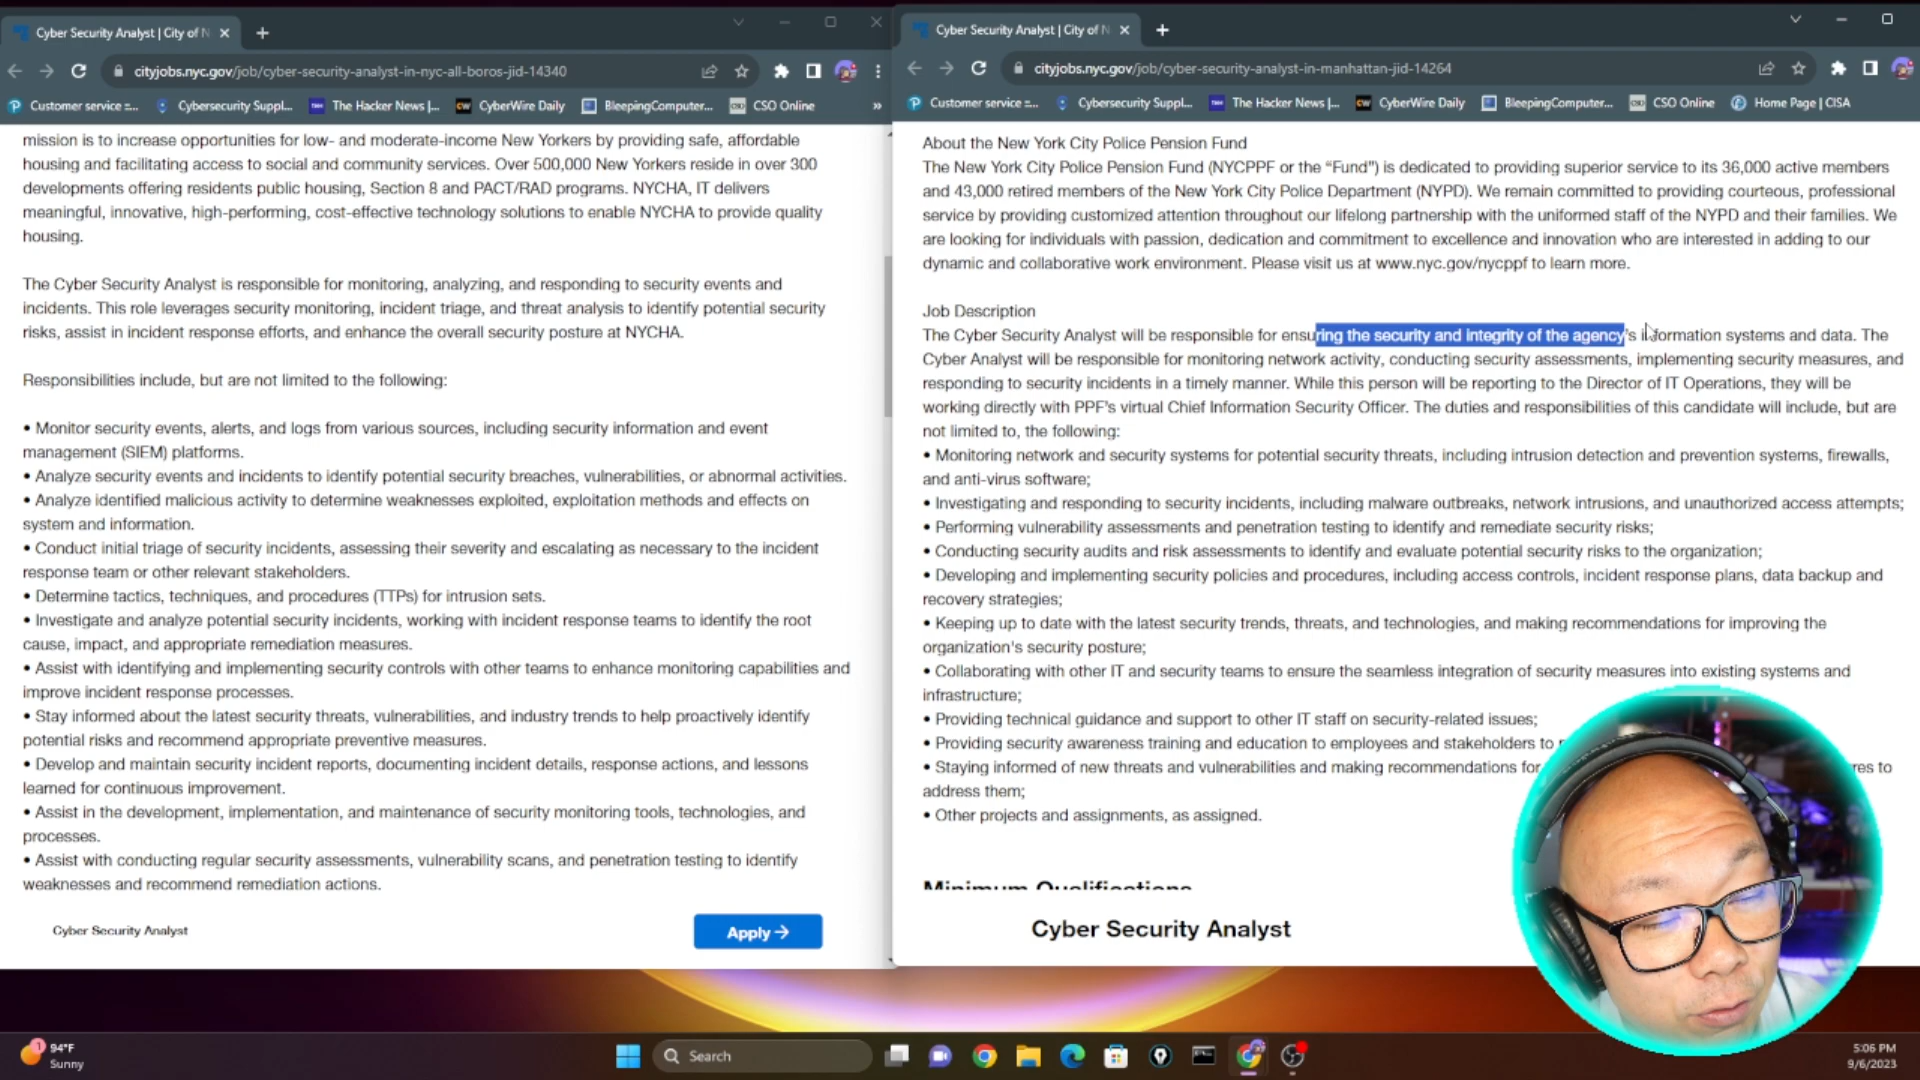 Cyber Security Analyst | City of N
cityjobs.nyc.gov/job/cyber-security-analyst-in-nyc-all-boros-jid-14340
Customer service =...
Cybersecurity Suppl...
The Hacker News |...
CyberWire Daily
BleepingComputer...
CSO Online
»
mission is to increase opportunities for low- and moderate-income New Yorkers by providing safe, affordable
housing and facilitating access to social and community services. Over 500,000 New Yorkers reside in over 300
developments offering residents public housing, Section 8 and PACT/RAD programs. NYCHA, IT delivers
meaningful, innovative, high-performing, cost-effective technology solutions to enable NYCHA to provide quality
housing.
The Cyber Security Analyst is responsible for monitoring, analyzing, and responding to security events and
incidents. This role leverages security monitoring, incident triage, and threat analysis to identify potential security
risks, assist in incident response efforts, and enhance the overall security posture at NYCHA.
Responsibilities include, but are not limited to the following:
• Monitor security events, alerts, and logs from various sources, including security information and event
management (SIEM) platforms.
• Analyze security events and incidents to identify potential security breaches, vulnerabilities, or abnormal activities.
• Analyze identified malicious activity to determine weaknesses exploited, exploitation methods and effects on
system and information.
• Conduct initial triage of security incidents, assessing their severity and escalating as necessary to the incident
response team or other relevant stakeholders.
• Determine tactics, techniques, and procedures (TTPs) for intrusion sets.
• Investigate and analyze potential security incidents, working with incident response teams to identify the root
cause, impact, and appropriate remediation measures.
• Assist with identifying and implementing security controls with other teams to enhance monitoring capabilities and
improve incident response processes.
• Stay informed about the latest security threats, vulnerabilities, and industry trends to help proactively identify
potential risks and recommend appropriate preventive measures.
• Develop and maintain security incident reports, documenting incident details, response actions, and lessons
learned for continuous improvement.
• Assist in the development, implementation, and maintenance of security monitoring tools, technologies, and
processes.
• Assist with conducting regular security assessments, vulnerability scans, and penetration testing to identify
weaknesses and recommend remediation actions.
Cyber Security Analyst
Apply →
Cyber Security Analyst | City of N
cityjobs.nyc.gov/job/cyber-security-analyst-in-manhattan-jid-14264
Customer service =...
Cybersecurity Suppl...
The Hacker News |...
CyberWire Daily
BleepingComputer...
CSO Online
Home Page | CISA
About the New York City Police Pension Fund
The New York City Police Pension Fund (NYCPPF or the “Fund”) is dedicated to providing superior service to its 36,000 active members
and 43,000 retired members of the New York City Police Department (NYPD). We remain committed to providing courteous, professional
service by providing customized attention throughout our lifelong partnership with the uniformed staff of the NYPD and their families. We
are looking for individuals with passion, dedication and commitment to excellence and innovation who are interested in adding to our
dynamic and collaborative work environment. Please visit us at www.nyc.gov/nycppf to learn more.
Job Description
The Cyber Security Analyst will be responsible for ensuring the security and integrity of the agency's information systems and data. The
Cyber Analyst will be responsible for monitoring network activity, conducting security assessments, implementing security measures, and
responding to security incidents in a timely manner. While this person will be reporting to the Director of IT Operations, they will be
working directly with PPF's virtual Chief Information Security Officer. The duties and responsibilities of this candidate will include, but are
not limited to, the following:
• Monitoring network and security systems for potential security threats, including intrusion detection and prevention systems, firewalls,
and anti-virus software;
• Investigating and responding to security incidents, including malware outbreaks, network intrusions, and unauthorized access attempts;
• Performing vulnerability assessments and penetration testing to identify and remediate security risks;
• Conducting security audits and risk assessments to identify and evaluate potential security risks to the organization;
• Developing and implementing security policies and procedures, including access controls, incident response plans, data backup and
recovery strategies;
• Keeping up to date with the latest security trends, threats, and technologies, and making recommendations for improving the
organization's security posture;
• Collaborating with other IT and security teams to ensure the seamless integration of security measures into existing systems and
infrastructure;
• Providing technical guidance and support to other IT staff on security-related issues;
• Providing security awareness training and education to employees and stakeholders to
• Staying informed of new threats and vulnerabilities and making recommendations for res to
address them;
• Other projects and assignments, as assigned.
Minimum Qualifications
Cyber Security Analyst
1
94°F
Sunny
Search
5:06 PM
9/6/2023